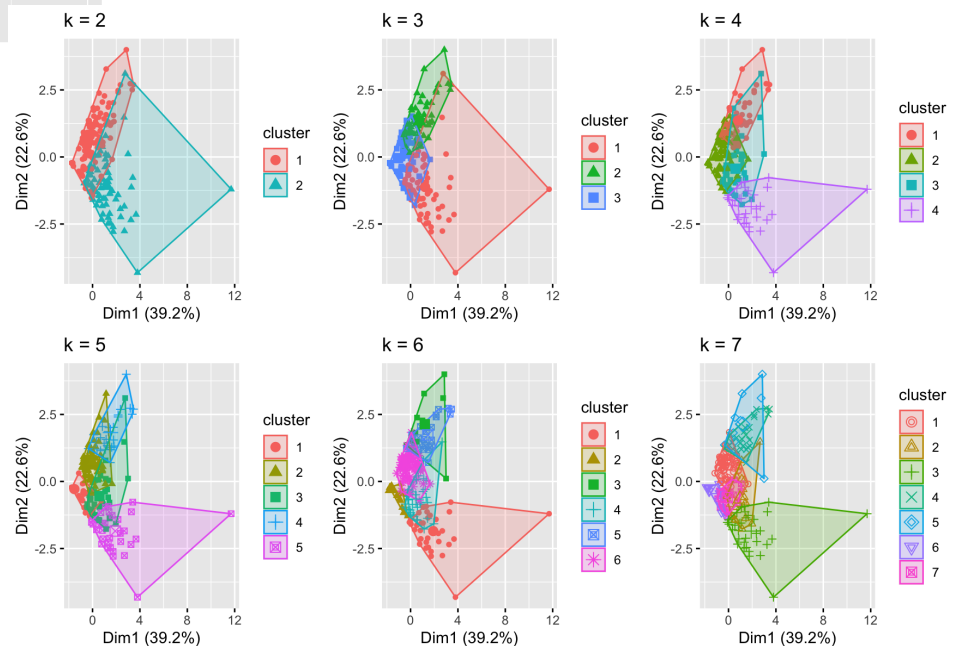 k = 2
2.5
0.0
-2.5
Dim2 (22.6%)
0 4 8 12
Dim1 (39.2%)
cluster
1
2
k = 3
2.5
0.0
-2.5
Dim2 (22.6%)
0 4 8 12
Dim1 (39.2%)
cluster
1
2
3
k = 4
2.5
0.0
-2.5
Dim2 (22.6%)
0 4 8 12
Dim1 (39.2%)
cluster
1
2
3
4
k = 5
2.5
0.0
-2.5
Dim2 (22.6%)
0 4 8 12
Dim1 (39.2%)
cluster
1
2
3
4
5
k = 6
2.5
0.0
-2.5
Dim2 (22.6%)
0 4 8 12
Dim1 (39.2%)
cluster
1
2
3
4
5
6
k = 7
2.5
0.0
-2.5
Dim2 (22.6%)
0 4 8 12
Dim1 (39.2%)
cluster
1
2
3
4
5
6
7